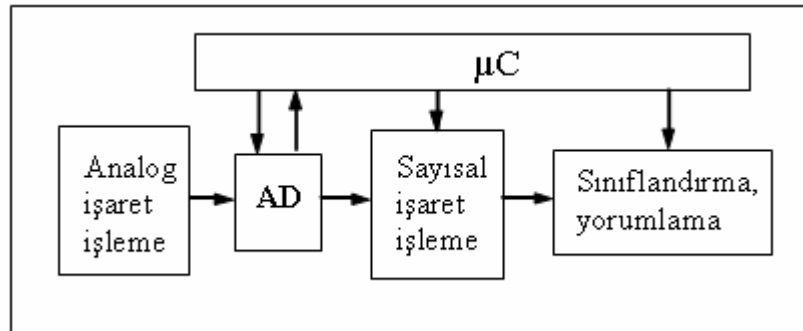 µC
Analog
işaret
işleme
AD
Sayısal
işaret
işleme
Sınıflandırma,
yorumlama